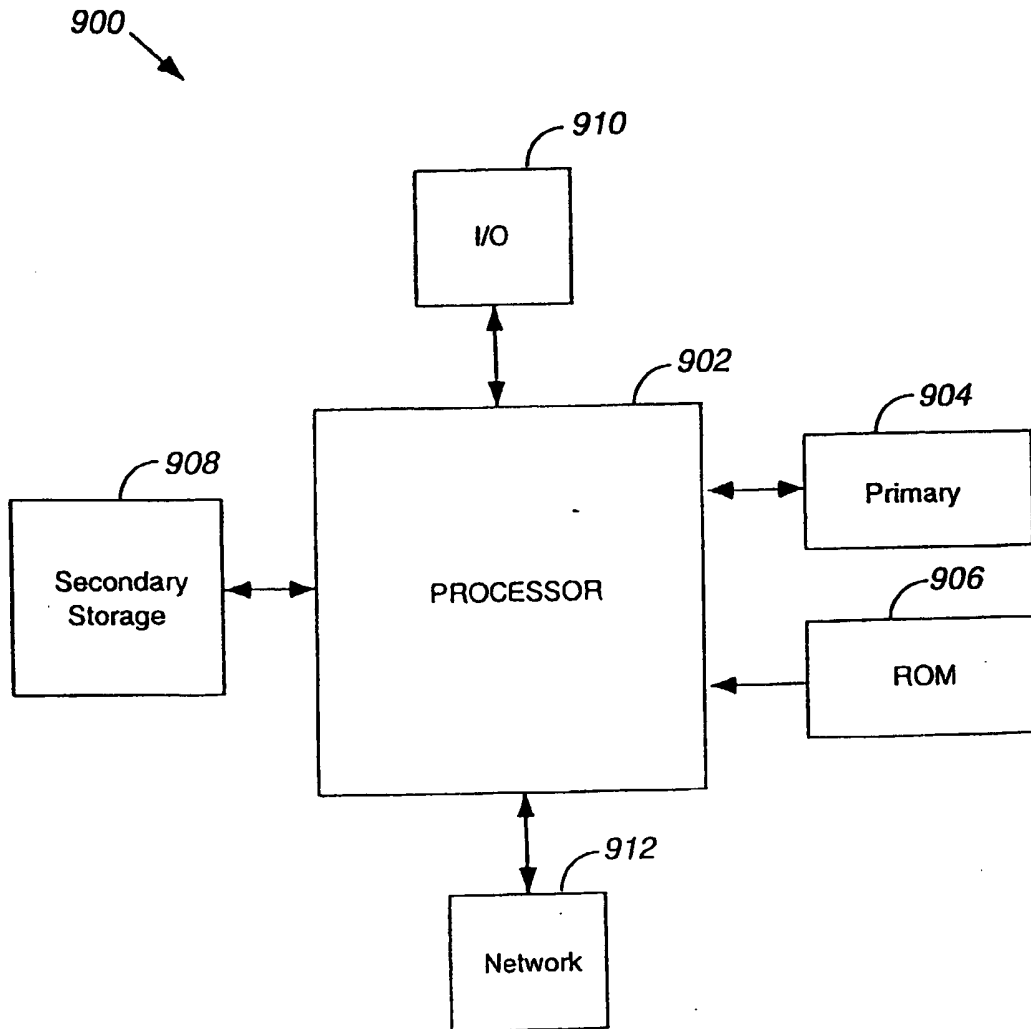 900
910
I/O
902
904
Primary
908
Secondary
Storage
PROCESSOR
906
ROM
912
Network